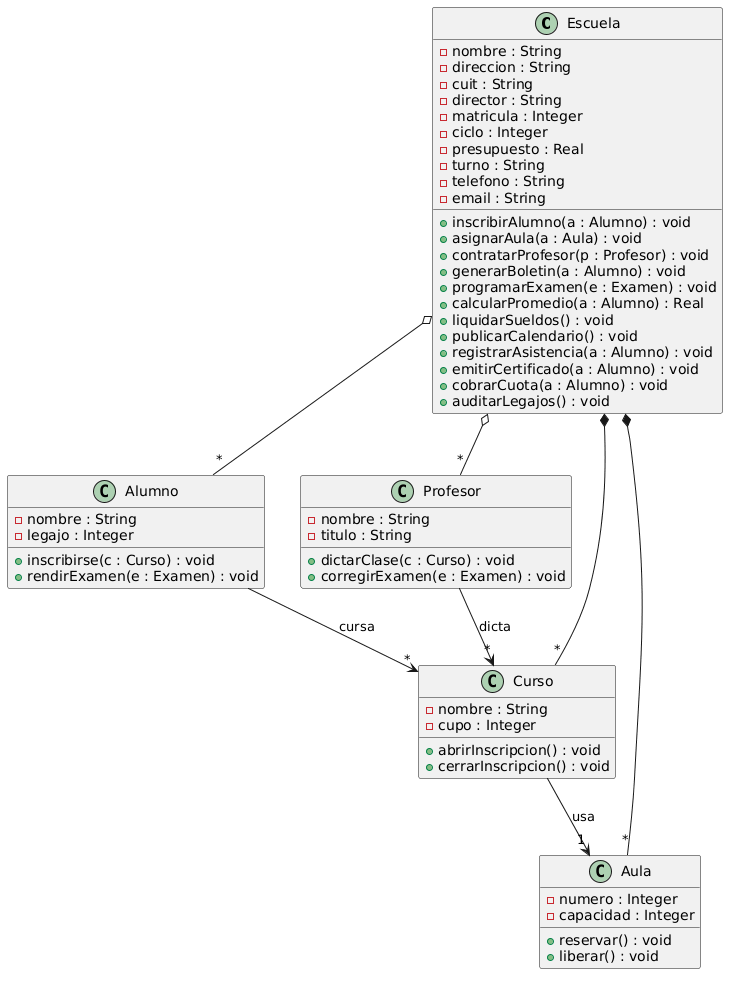 C Escuela
nombre : String
direccion : String
cuit : String
director : String
matricula : Integer
ciclo : Integer
presupuesto : Real
turno : String
telefono : String
email : String
inscribirAlumno(a : Alumno) : void
asignarAula(a : Aula) : void
contratarProfesor(p : Profesor) : void
generarBoletin(a : Alumno) : void
programarExamen(e : Examen) : void
calcularPromedio(a : Alumno) : Real
liquidarSueldos() : void
publicarCalendario() : void
registrarAsistencia(a : Alumno) : void
emitirCertificado(a : Alumno) : void
cobrarCuota(a : Alumno) : void
auditarLegajos() : void
*
*
C Alumno
nombre : String
legajo : Integer
inscribirse(c : Curso) : void
rendirExamen(e : Examen) : void
C Profesor
nombre : String
titulo : String
dictarClase(c : Curso) : void
corregirExamen(e : Examen) : void
cursa
*
dicta
*
*
C Curso
nombre : String
cupo : Integer
abrirInscripcion() : void
cerrarInscripcion() : void
usa
1
*
C Aula
numero : Integer
capacidad : Integer
reservar() : void
liberar() : void